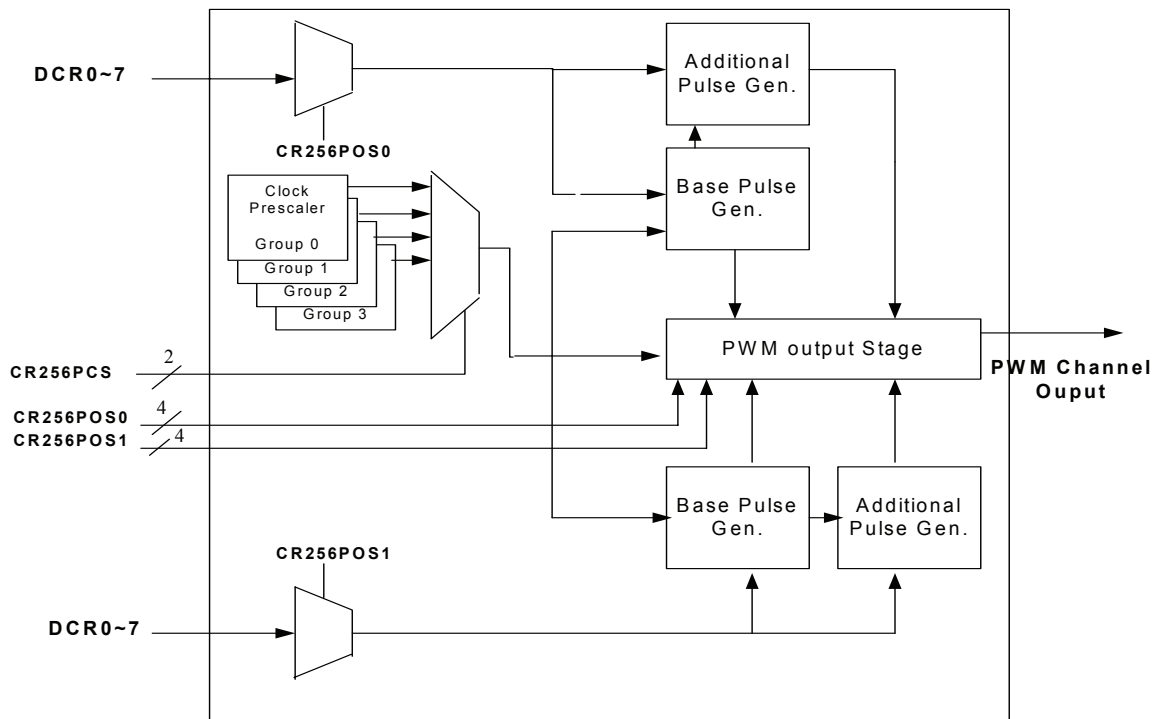 DCR0~7
CR256POS0
Additional
Pulse Gen.
Clock
Prescaler
Group 0
Group 1
Group 2
Group 3
Base Pulse
Gen.
PWM output Stage
PWM Channel
Ouput
CR256PCS
2
CR256POS0
4
CR256POS1
4
Base Pulse
Gen.
Additional
Pulse Gen.
CR256POS1
DCR0~7